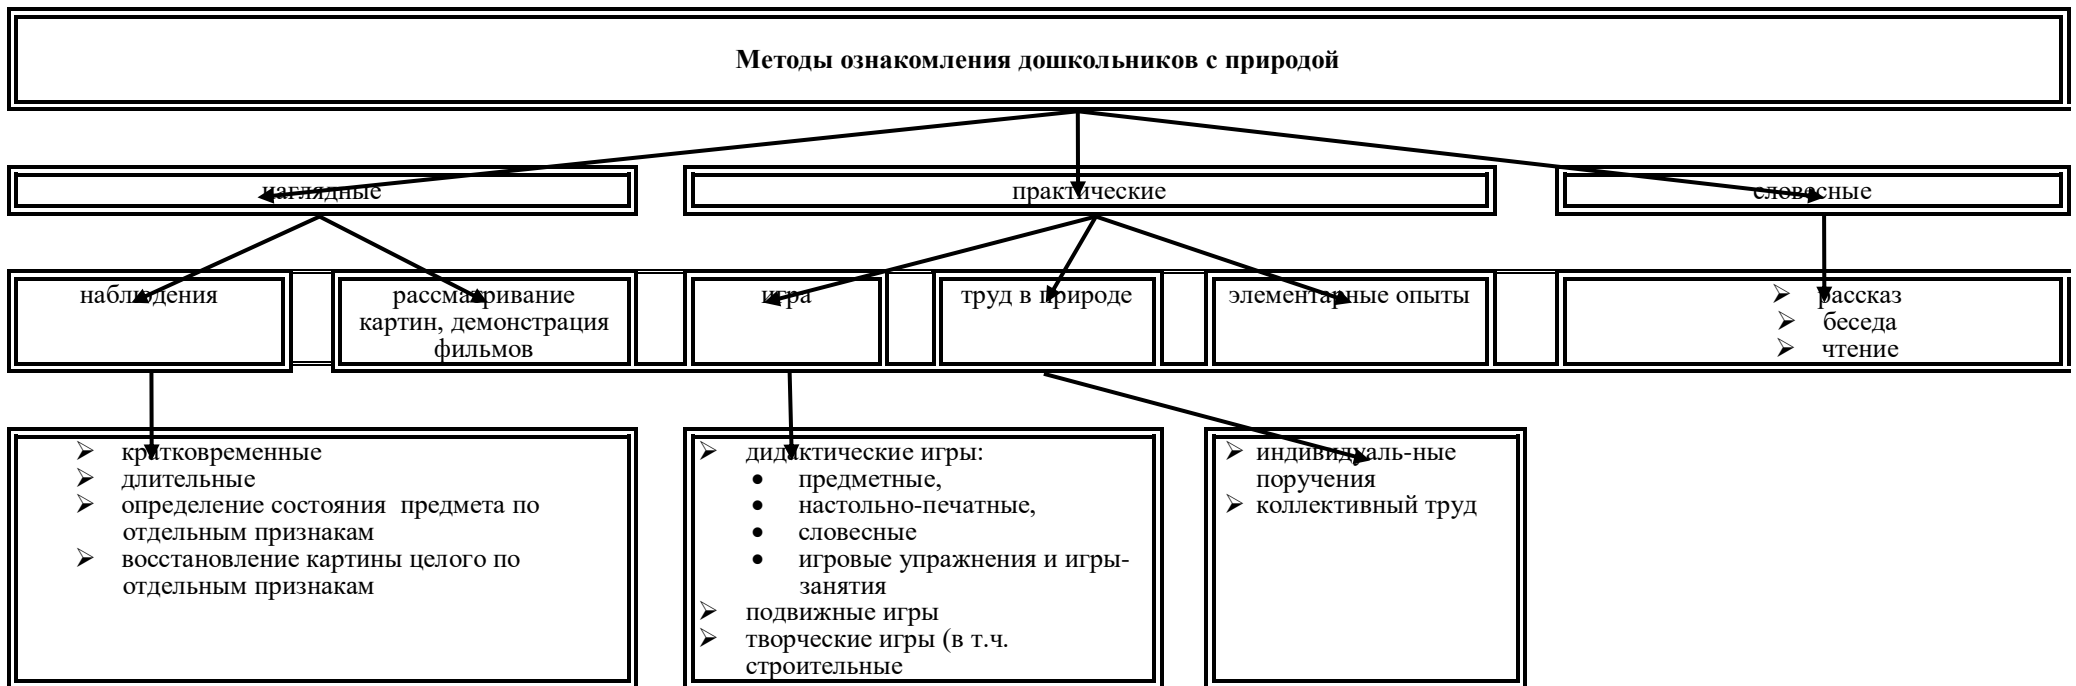 Методы ознакомления дошкольников с природой
наглядные
практические
словесные
наблюдения
рассматривание
картин, демонстрация
фильмов
игра
труд в природе
элементарные опыты
рассказ
беседа
чтение
кратковременные
длительные
определение состояния предмета по
отдельным признакам
восстановление картины целого по
отдельным признакам
дидактические игры:
предметные,
настольно-печатные,
словесные
игровые упражнения и игры-
занятия
подвижные игры
творческие игры (в т.ч.
строительные
индивидуаль-ные
поручения
коллективный труд